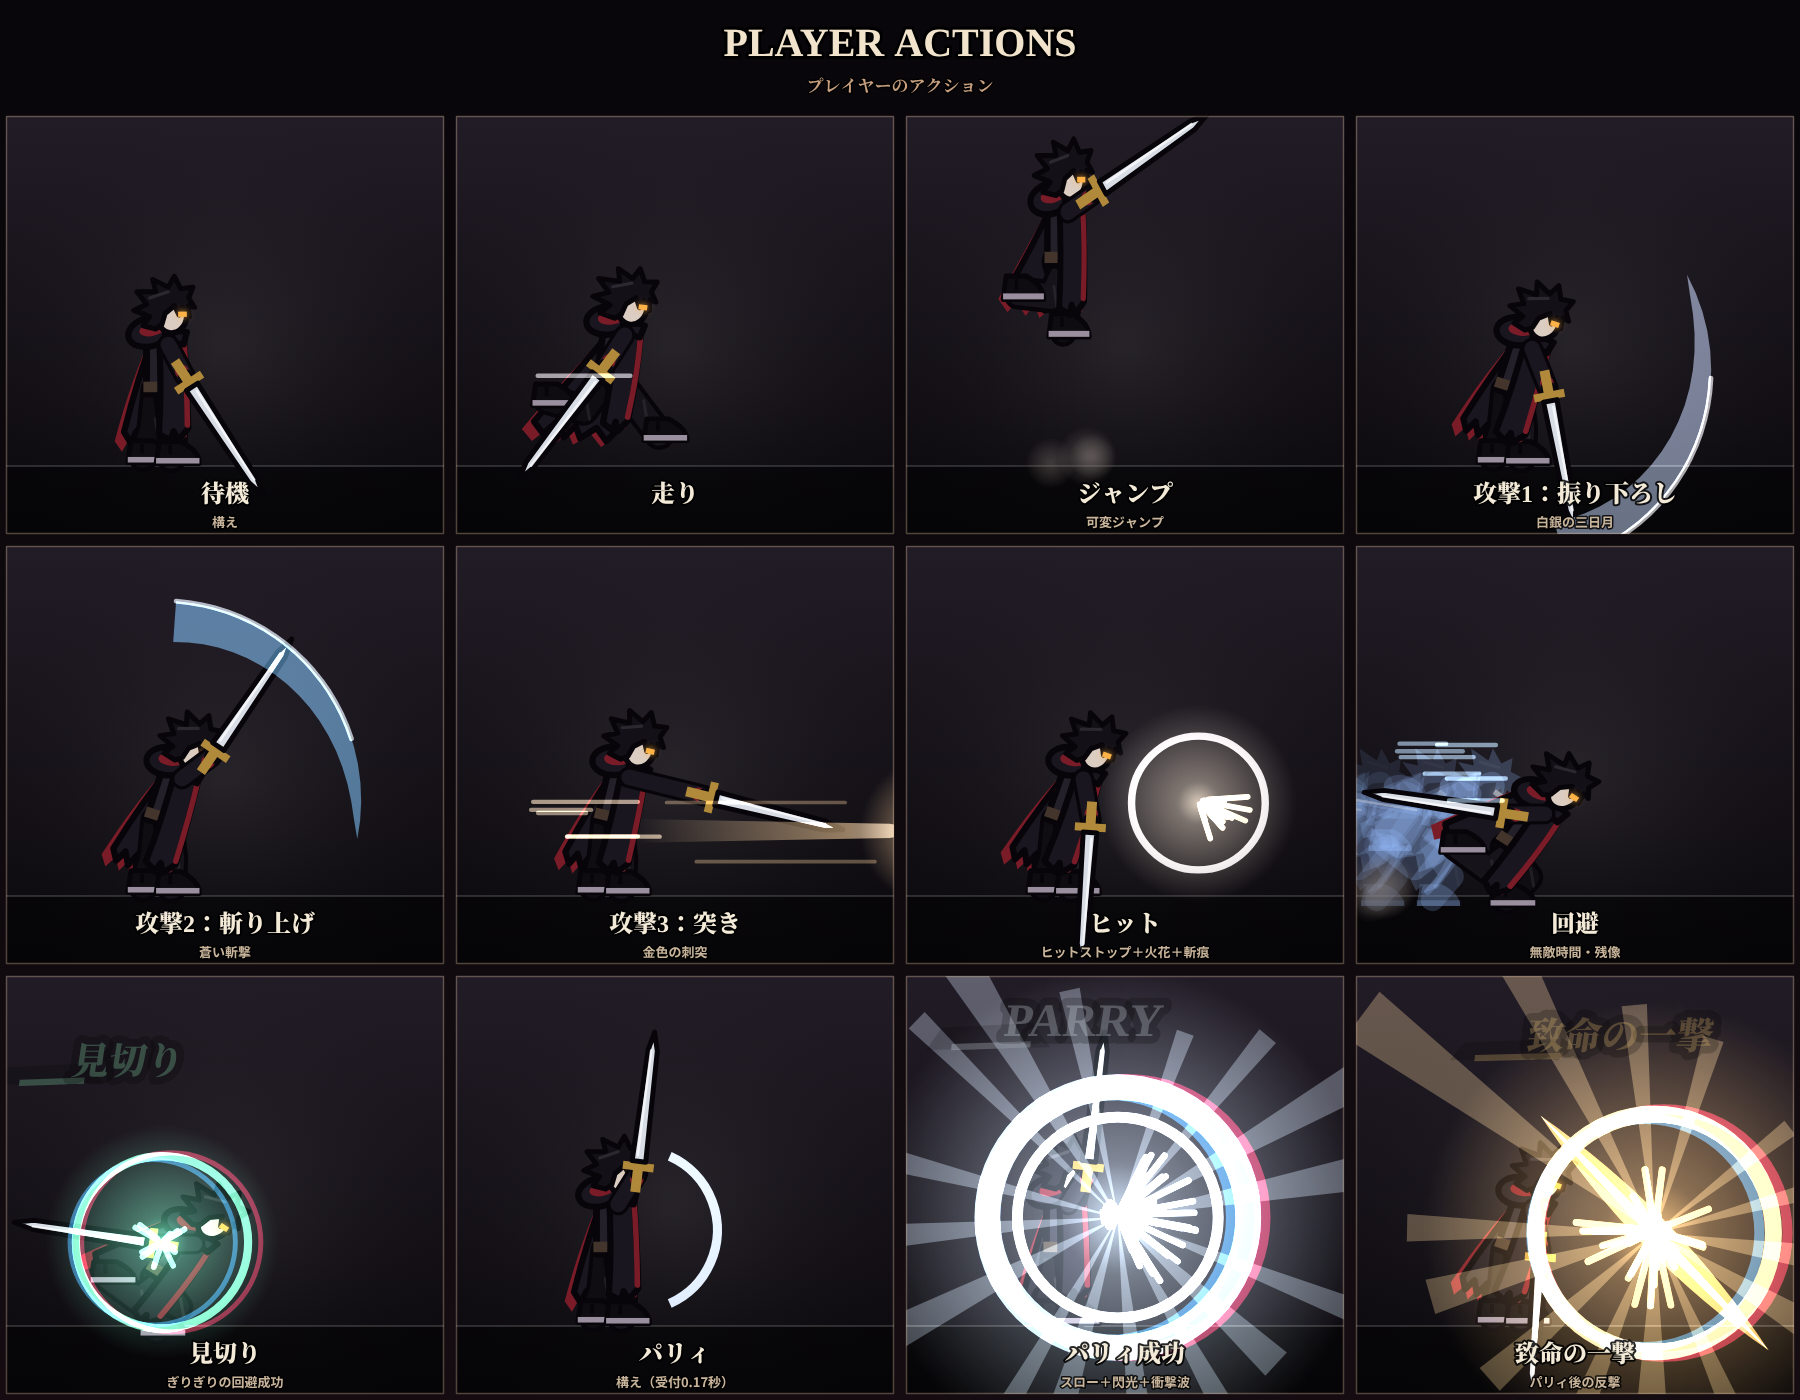 PLAYER ACTIONS
プレイヤーのアクション
待機
構え
走り
ジャンプ
可変ジャンプ
攻撃1：振り下ろし
白銀の三日月
攻撃2：斬り上げ
蒼い斬撃
攻撃3：突き
金色の刺突
ヒット
ヒットストップ＋火花＋斬痕
回避
無敵時間・残像
見切り
見切り
ぎりぎりの回避成功
パリィ
構え（受付0.17秒）
PARRY
パリィ成功
スロー＋閃光＋衝撃波
致命の一撃
致命の一撃
パリィ後の反撃